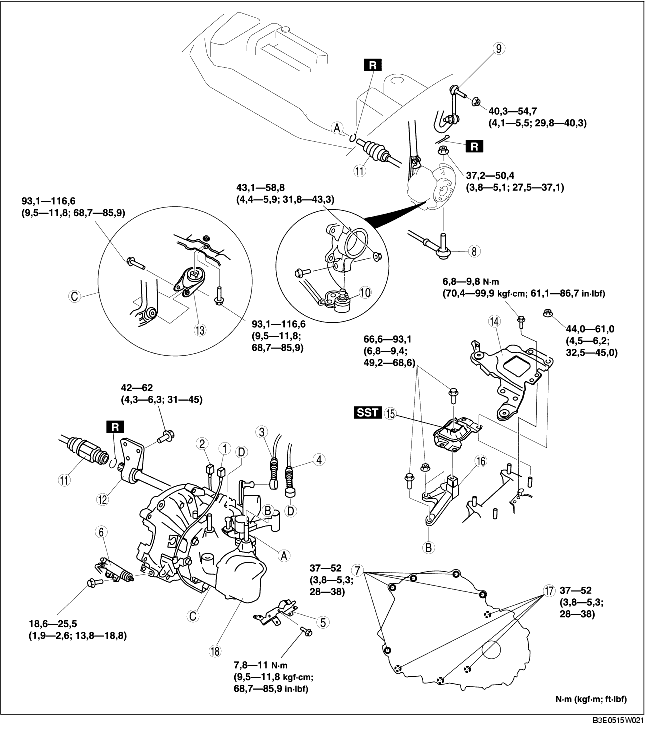 9
R
40,3—54,7
(4,1—5,5; 29,8—40,3)
A
R
11
37,2—50,4
(3,8—5,1; 27,5—37,1)
43,1—58,8
(4,4—5,9; 31,8—43,3)
93,1—116,6
(9,5—11,8; 68,7—85,9)
8
6,8—9,8 N·m
(70,4—99,9 kgf·cm; 61,1—86,7 in·lbf)
C
10
13
14
44,0—61,0
(4,5—6,2;
32,5—45,0)
93,1—116,6
(9,5—11,8;
68,7—85,9)
66,6—93,1
(6,8—9,4;
49,2—68,6)
42—62
(4,3—6,3; 31—45)
SST
15
R
2
1
D
3
4
16
11
12
B
D
B
6
A
37—52
(3,8—5,3;
28—38)
7
17
37—52
(3,8—5,3;
28—38)
18,6—25,5
(1,9—2,6; 13,8—18,8)
C
5
18
7,8—11 N·m
(9,5—11,8 kgf·cm;
68,7—85,9 in·lbf)
N·m (kgf·m; ft·lbf)
B3E0515W021